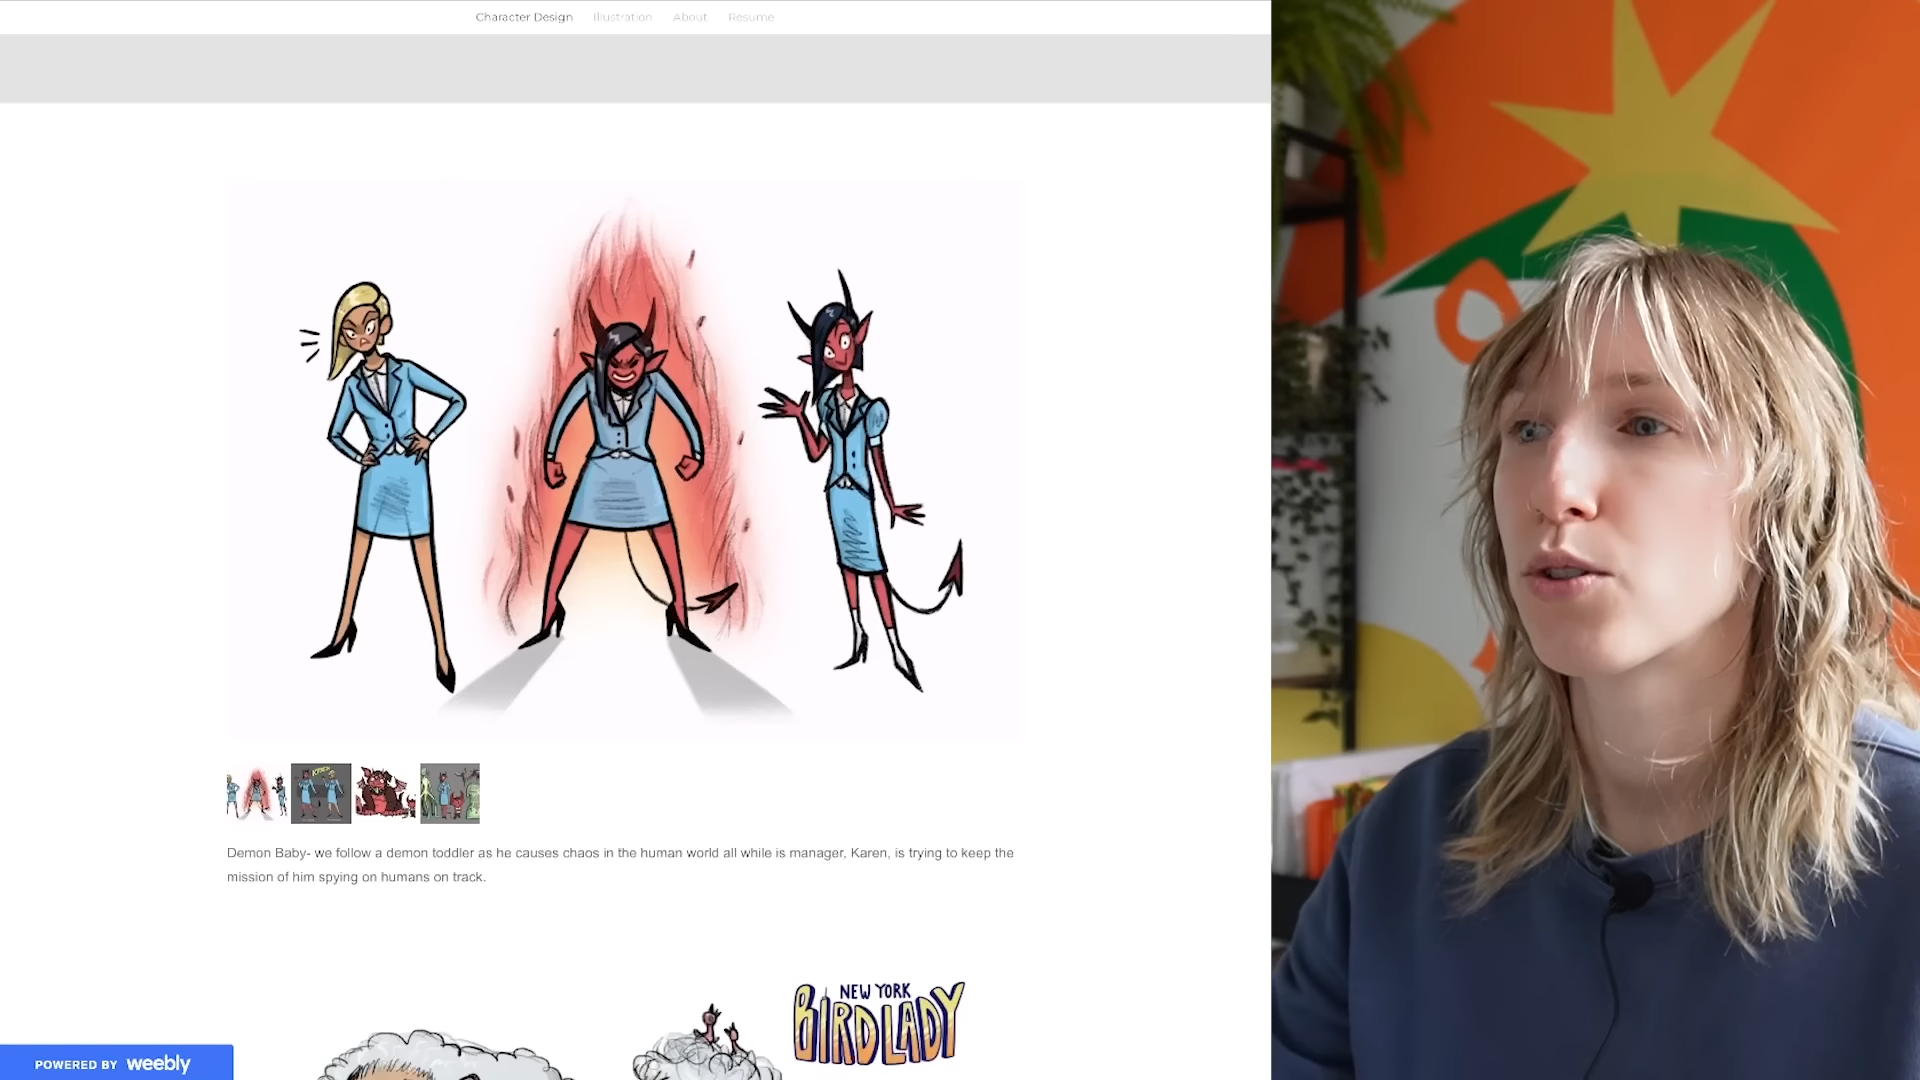 Character Design Illustration About Resume
Demon Baby- we follow a demon toddler as he causes chaos in the human world all while is manager, Karen, is trying to keep the
mission of him spying on humans on track.
NEW YORK
BIRD LADY
POWERED BY weebly